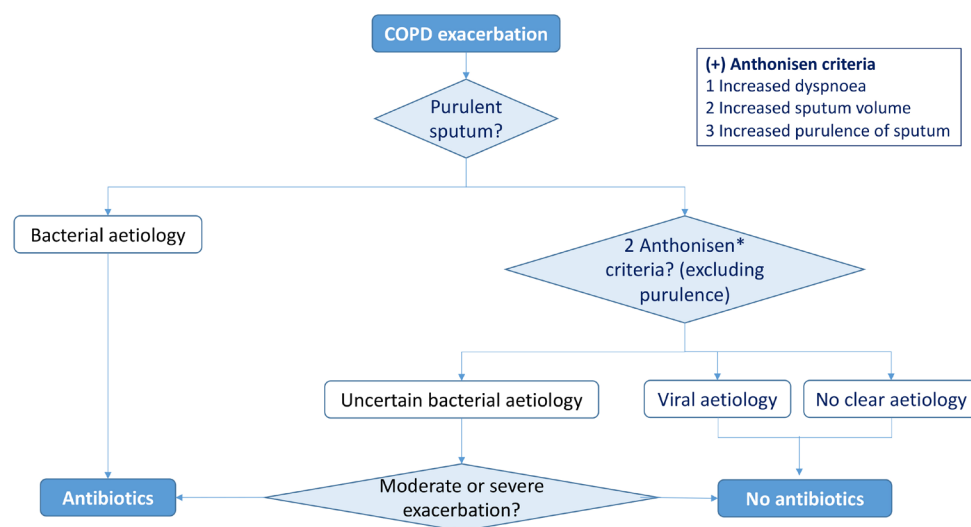 COPD exacerbation
(+) Anthonisen criteria
1 Increased dyspnoea
2 Increased sputum volume
3 Increased purulence of sputum
Purulent
sputum?
Bacterial aetiology
2 Anthonisen*
criteria? (excluding
purulence)
Uncertain bacterial aetiology
Viral aetiology
No clear aetiology
Antibiotics
Moderate or severe
exacerbation?
No antibiotics